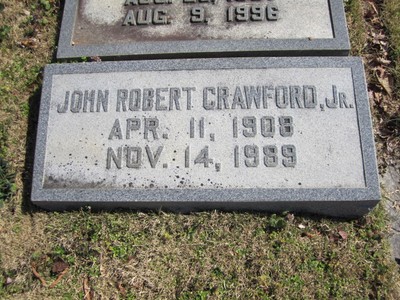 AUG. 9, 1996
JOHN ROBERT CRAWFORD, JR.
APR. 11, 1908
NOV. 14, 1989